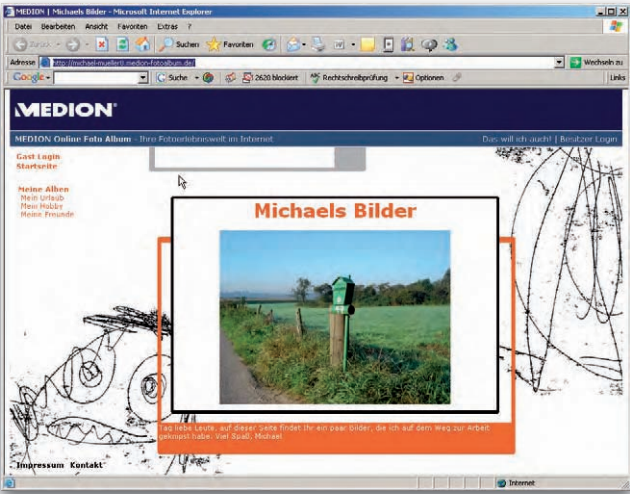 MEDION | Michaels Bilder - Microsoft Internet Explorer
Datei Bearbeiten Ansicht Favoriten Extras ?
Zurück Suchen Favoriten
Adresse http://michael-mueller0.medion-fotoalbum.de/ Wechseln zu
Google Suche 2620 blockiert Rechtschreibprüfung Optionen Links
MEDION®
MEDION Online Foto Album - Ihre Fotoerlebniswelt im Internet Das will ich auch! | Besitzer Login
Gast Login
Startseite
Meine Alben
Mein Urlaub
Mein Hobby
Meine Freunde
Michaels Bilder
Tag liebe Leute, auf dieser Seite findet Ihr ein paar Bilder, die ich auf dem Weg zur Arbeit
geknipst habe. Viel Spaß, Michael
Impressum Kontakt
Internet